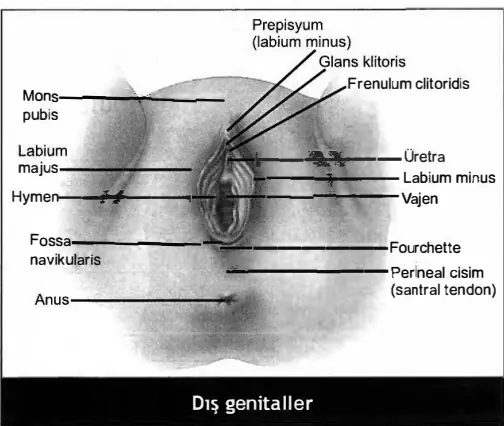 Prepisyum
(labium minus)
Glans klitoris
Frenulum clitoridis
Mons
pubis
Labium
majus
Hymen
Fossa
navikularis
Anus
Üretra
Labium minus
Vajen
Fourchette
Perineal cisim
(santral tendon)
Dış genitaller